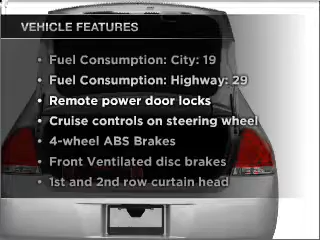 VEHICLE FEATURES
• Fuel Consumption: City: 19
• Fuel Consumption: Highway: 29
• Remote power door locks
• Cruise controls on steering wheel
• 4-wheel ABS Brakes
• Front Ventilated disc brakes
• 1st and 2nd row curtain head